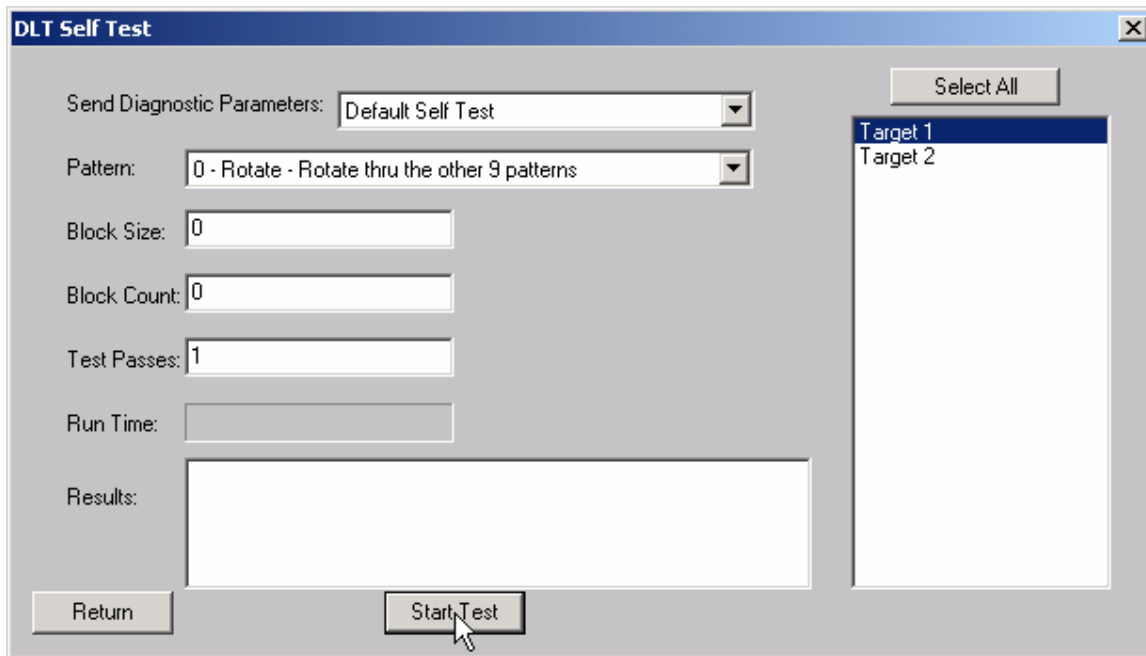 DLT Self Test
Send Diagnostic Parameters: Default Self Test
Pattern: 0 - Rotate - Rotate thru the other 9 patterns
Block Size: 0
Block Count: 0
Test Passes: 1
Run Time:
Results:
Return
Start Test
Select All
Target 1
Target 2